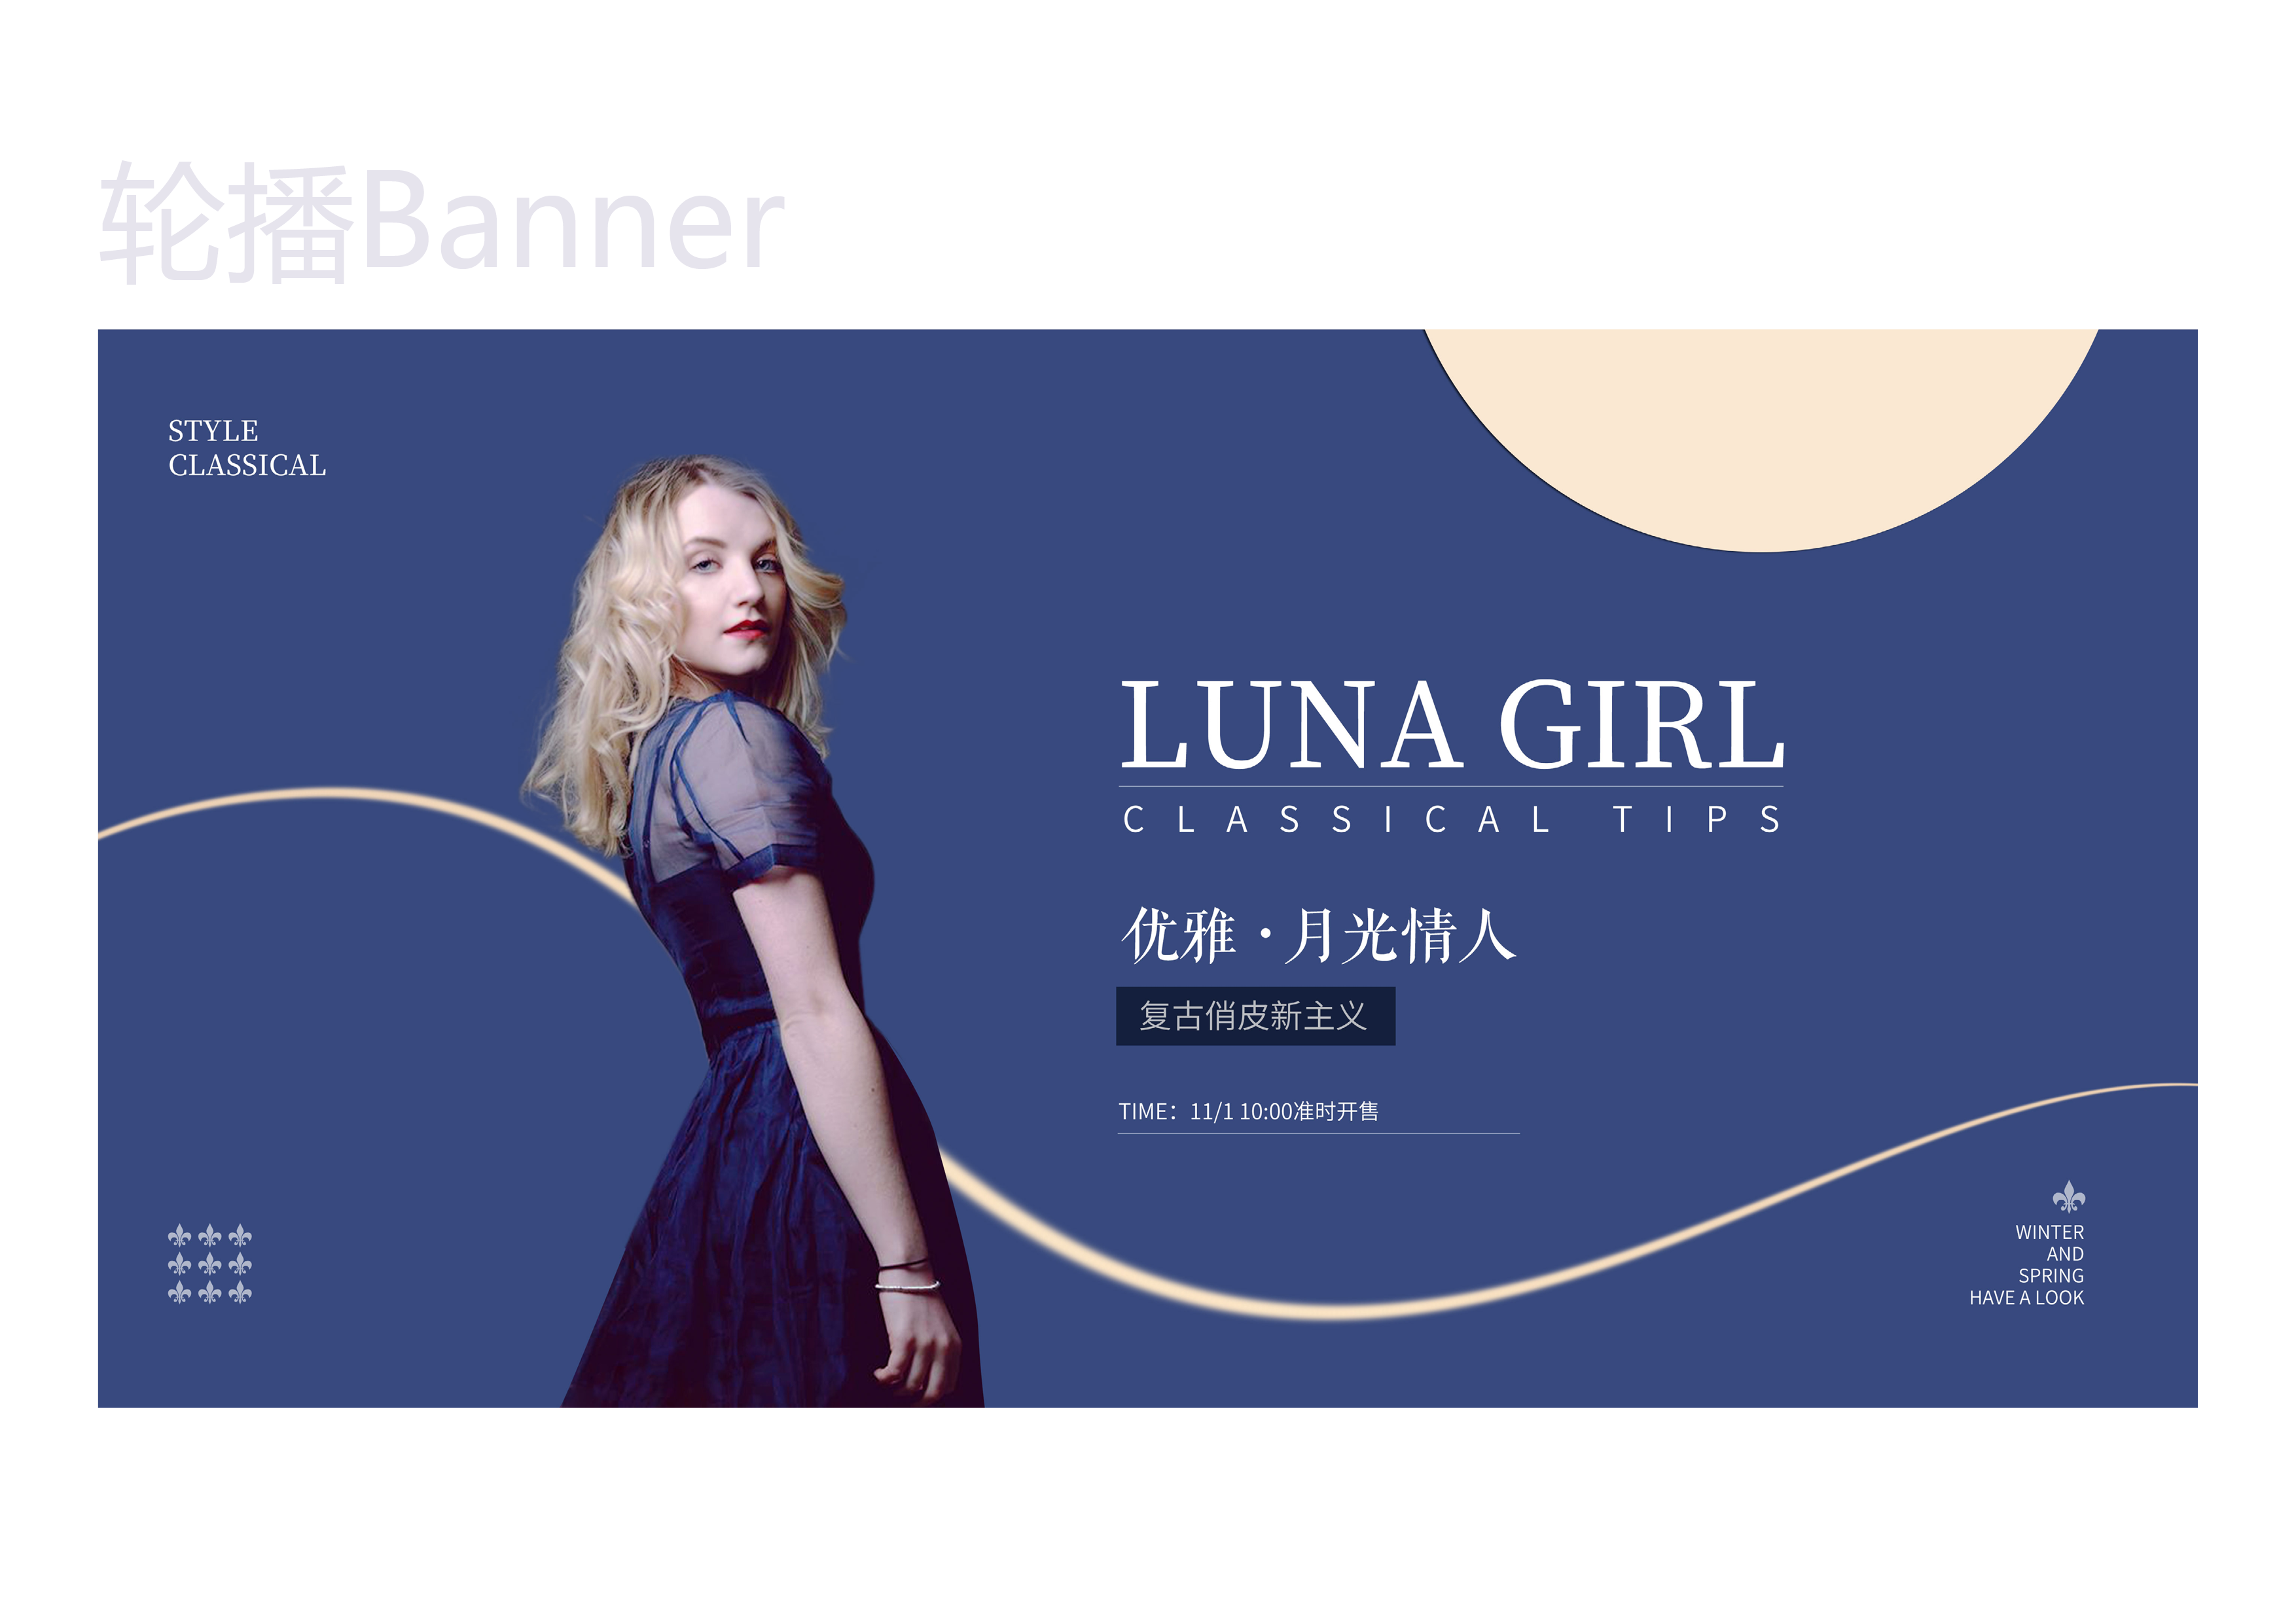 轮播Banner
STYLE
CLASSICAL
LUNA GIRL
CLASSICAL TIPS
优雅·月光情人
复古俏皮新主义
TIME：11/1 10:00准时开售
WINTER
AND
SPRING
HAVE A LOOK